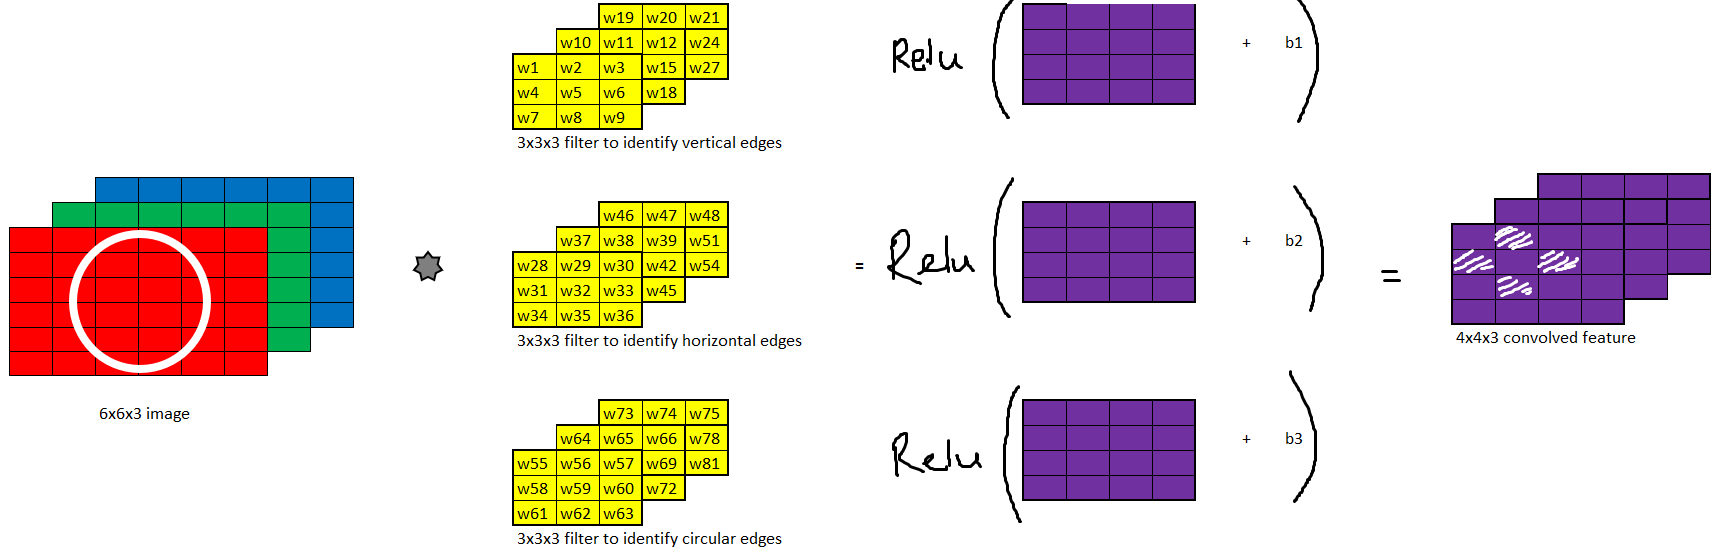 w19 w20 w21
w10 w11 w12 w24
w1 w2 w3 w15 w27
w4 w5 w6 w18
w7 w8 w9
3x3x3 filter to identify vertical edges
Relu ( + b1 )
6x6x3 image
w46 w47 w48
w37 w38 w39 w51
w28 w29 w30 w42 w54
w31 w32 w33 w45
w34 w35 w36
3x3x3 filter to identify horizontal edges
= Relu ( + b2 ) =
4x4x3 convolved feature
w73 w74 w75
w64 w65 w66 w78
w55 w56 w57 w69 w81
w58 w59 w60 w72
w61 w62 w63
3x3x3 filter to identify circular edges
Relu ( + b3 )